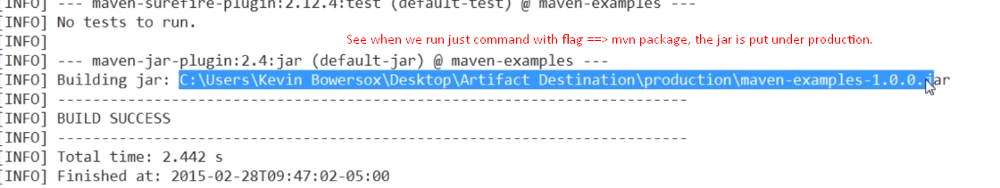 [INFO] --- maven-surefire-plugin:2.12.4:test (default-test) @ maven-examples ---
[INFO] No tests to run.
[INFO]
See when we run just command with flag ==> mvn package, the jar is put under production.
[INFO] --- maven-jar-plugin:2.4:jar (default-jar) @ maven-examples ---
[INFO] Building jar: C:\Users\Kevin Bowersox\Desktop\Artifact Destination\production\maven-examples-1.0.0.jar
[INFO] ------------------------------------------------------------------------
[INFO] BUILD SUCCESS
[INFO] ------------------------------------------------------------------------
[INFO] Total time: 2.442 s
[INFO] Finished at: 2015-02-28T09:47:02-05:00